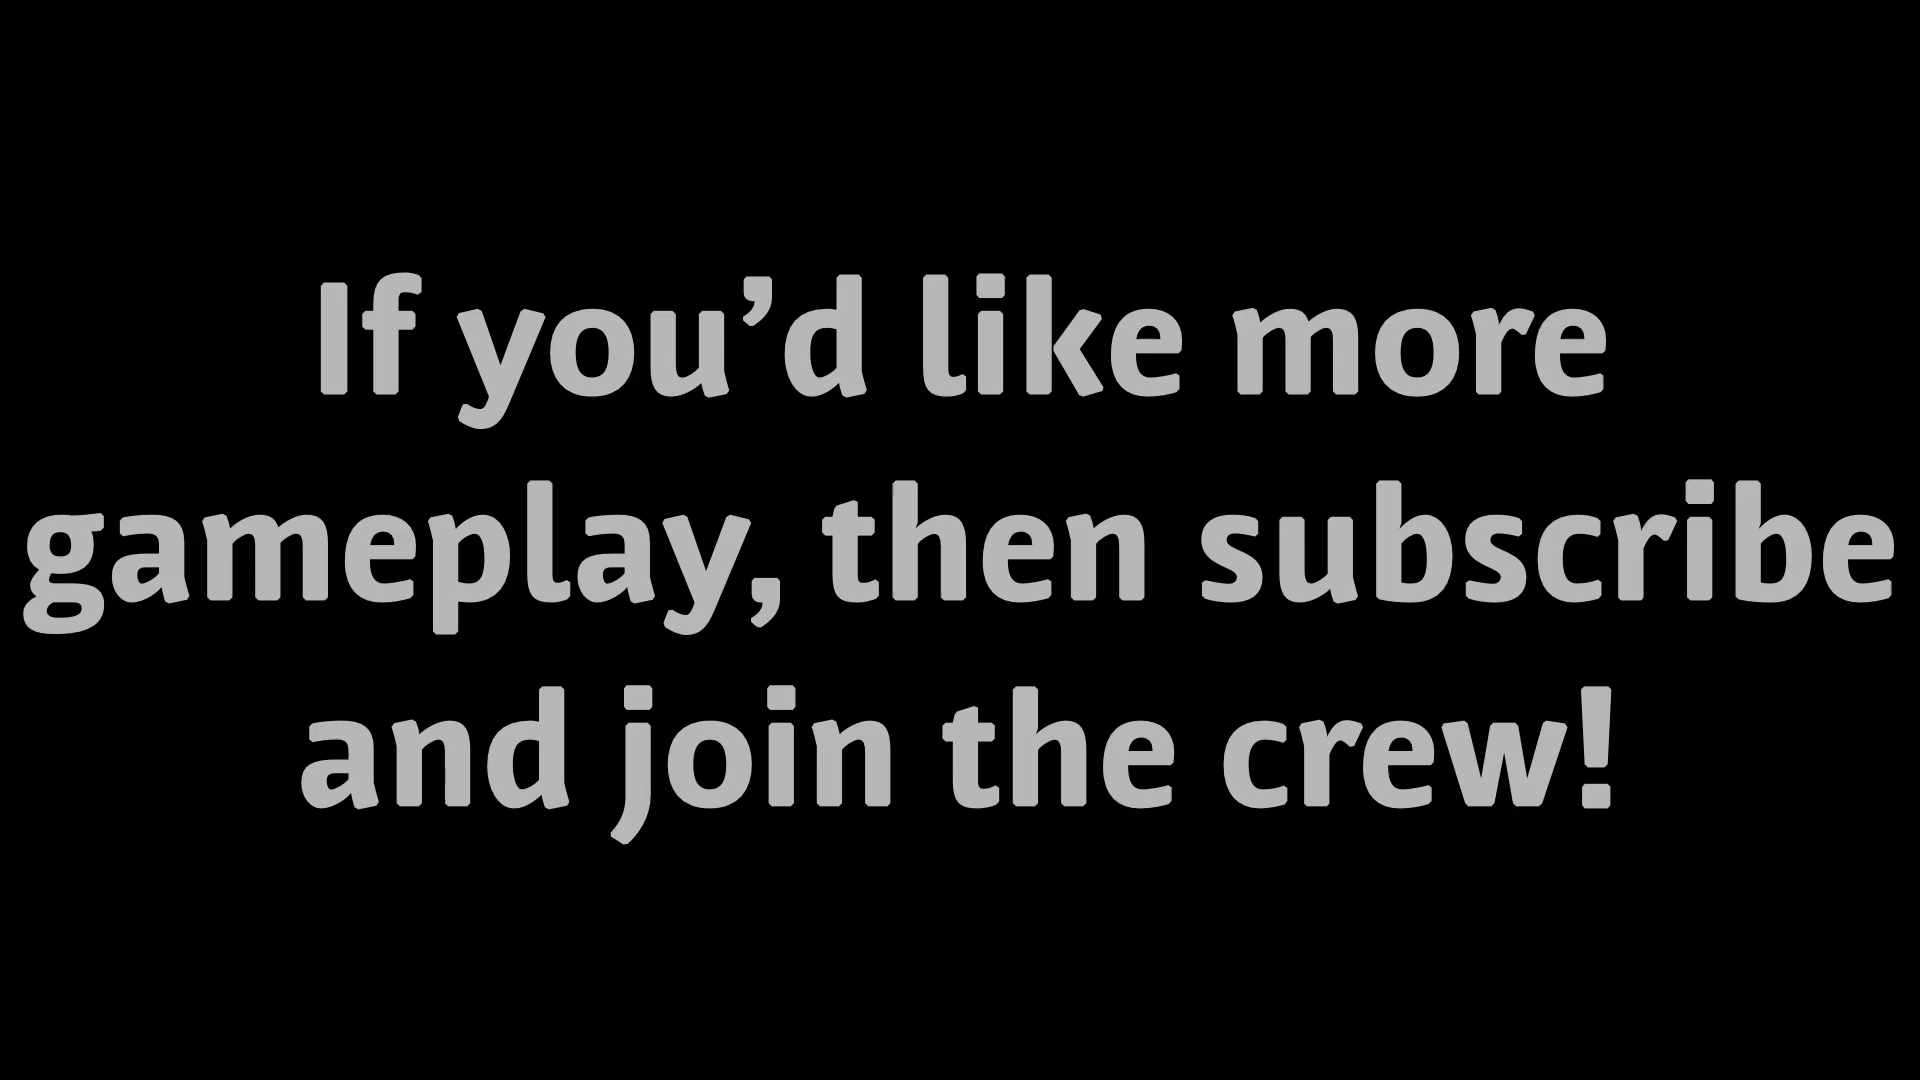 If you’d like more
gameplay, then subscribe
and join the crew!